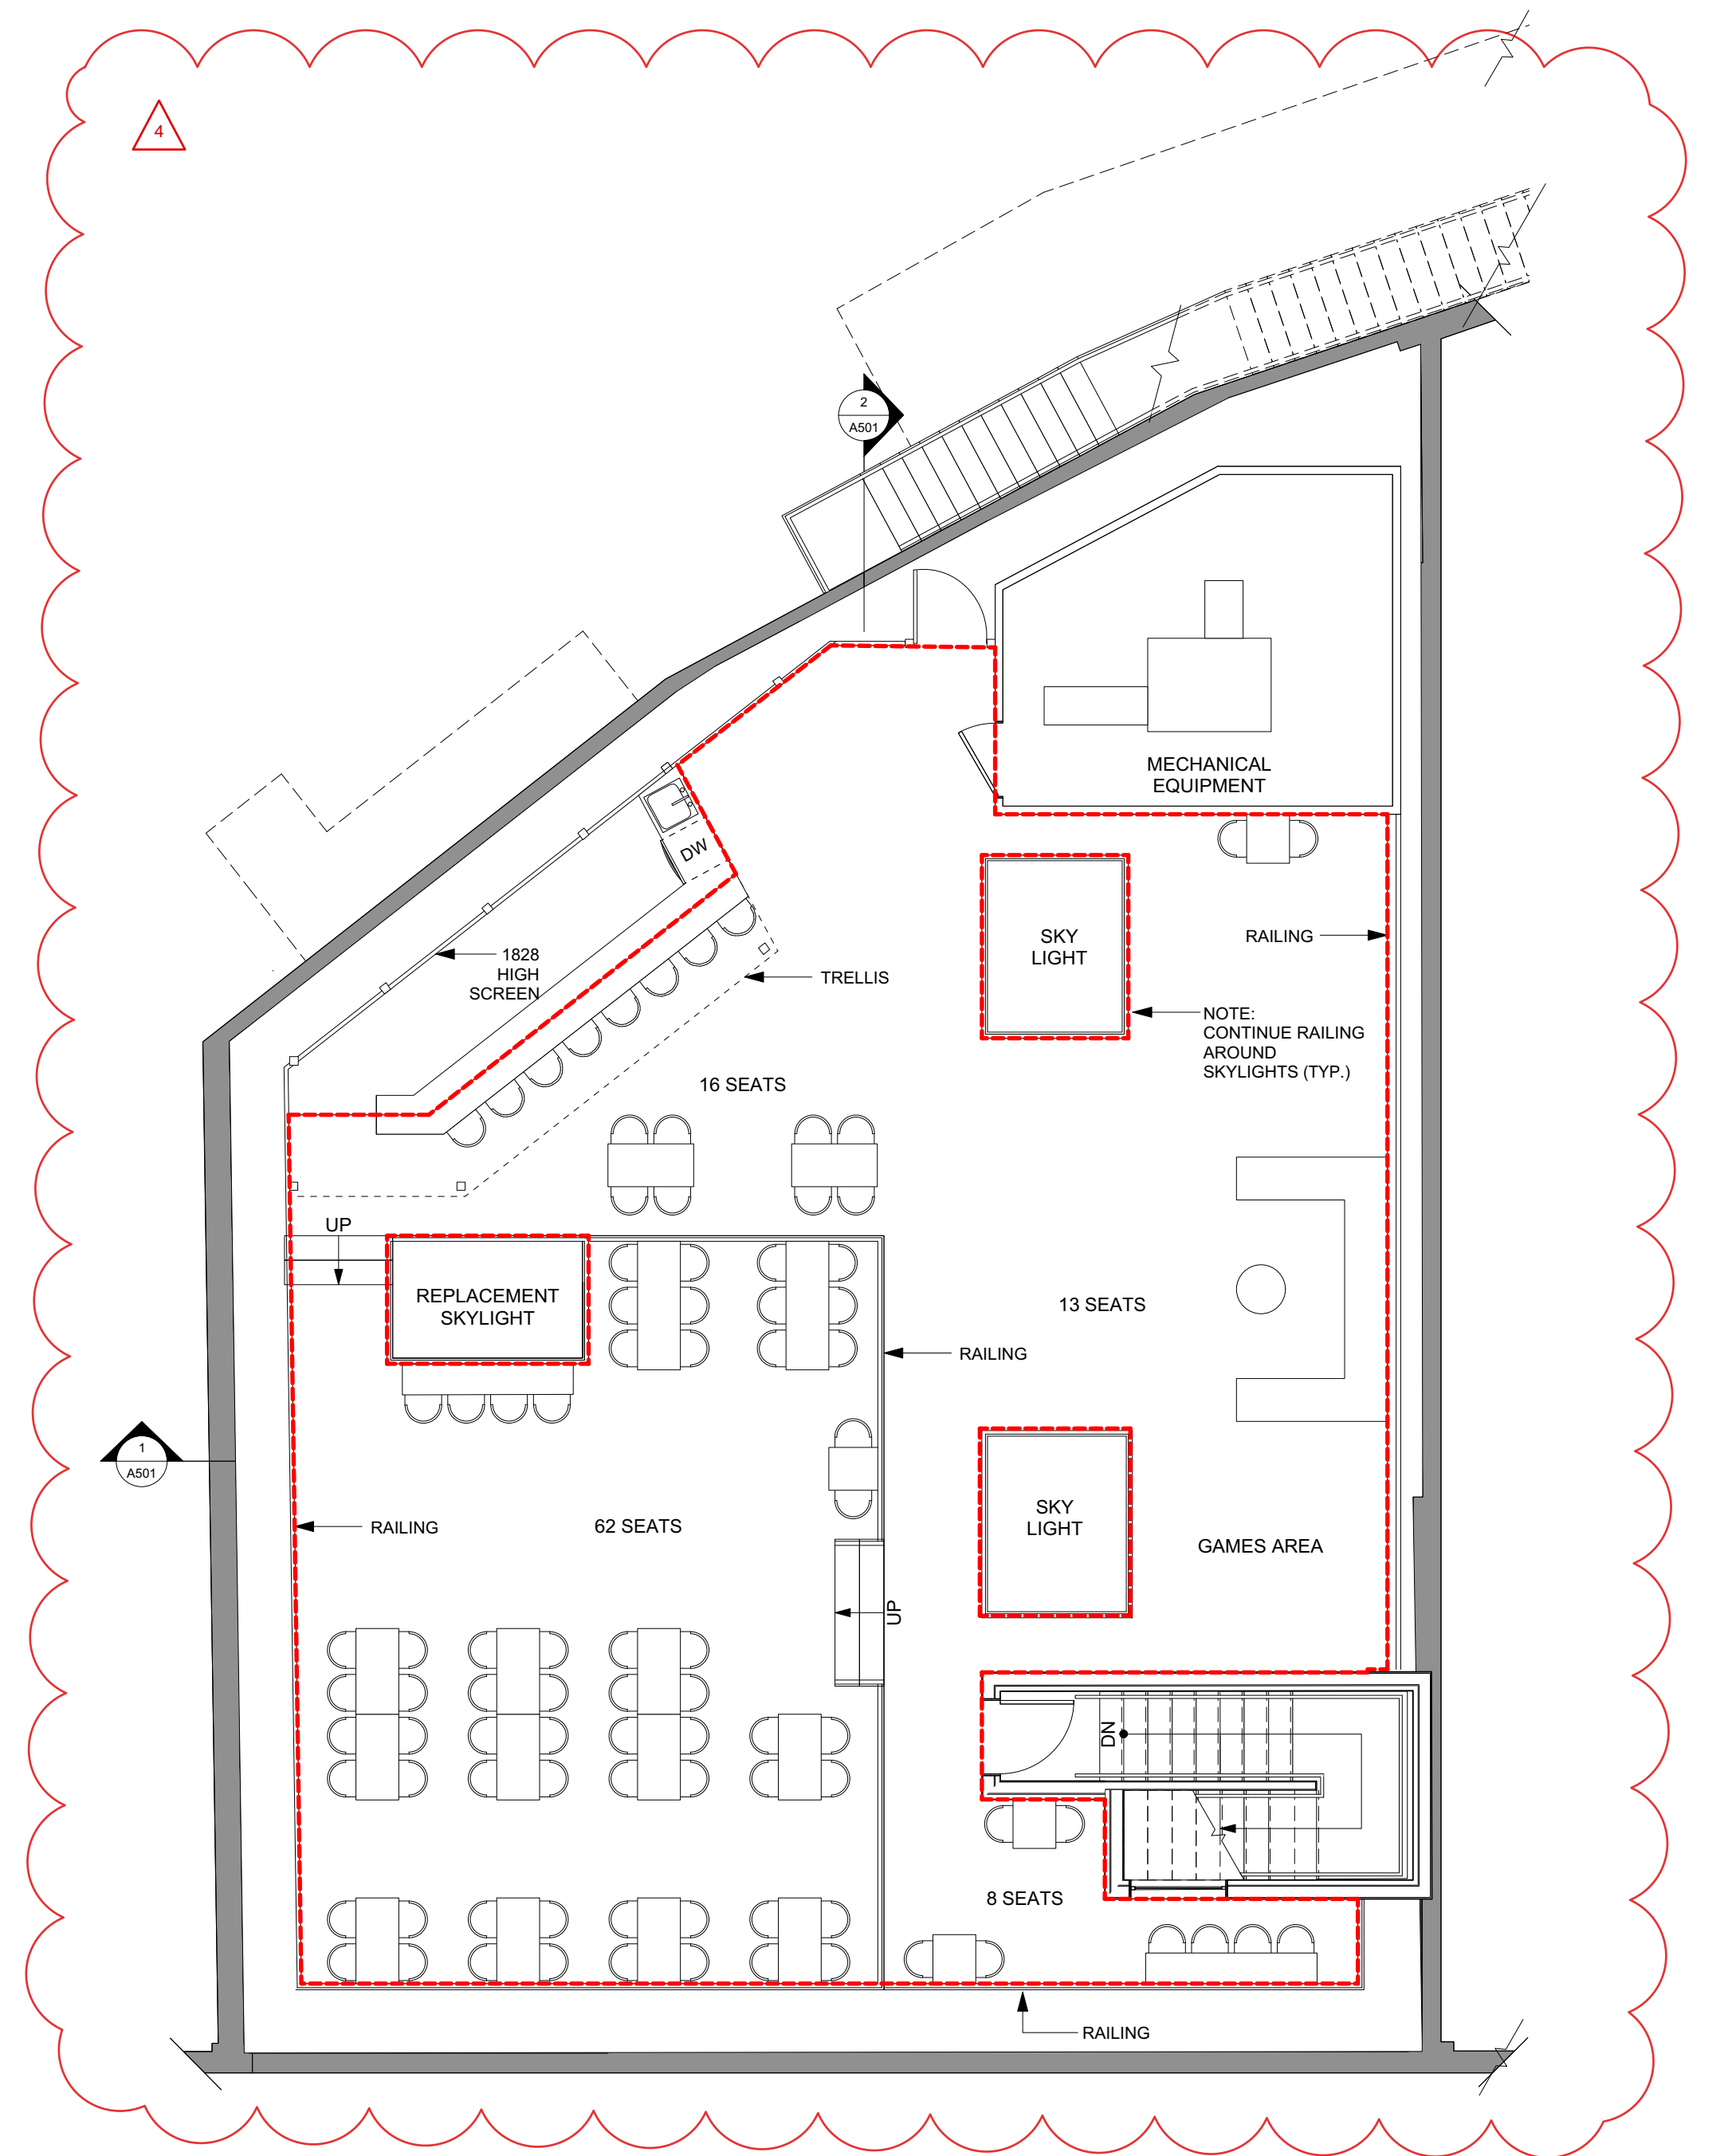 4
2
A501
MECHANICAL
EQUIPMENT
DW
SKY
LIGHT
RAILING
1828
HIGH
SCREEN
TRELLIS
NOTE:
CONTINUE RAILING
AROUND
SKYLIGHTS (TYP.)
16 SEATS
UP
REPLACEMENT
SKYLIGHT
13 SEATS
RAILING
1
A501
RAILING
62 SEATS
SKY
LIGHT
GAMES AREA
UP
DN
8 SEATS
RAILING